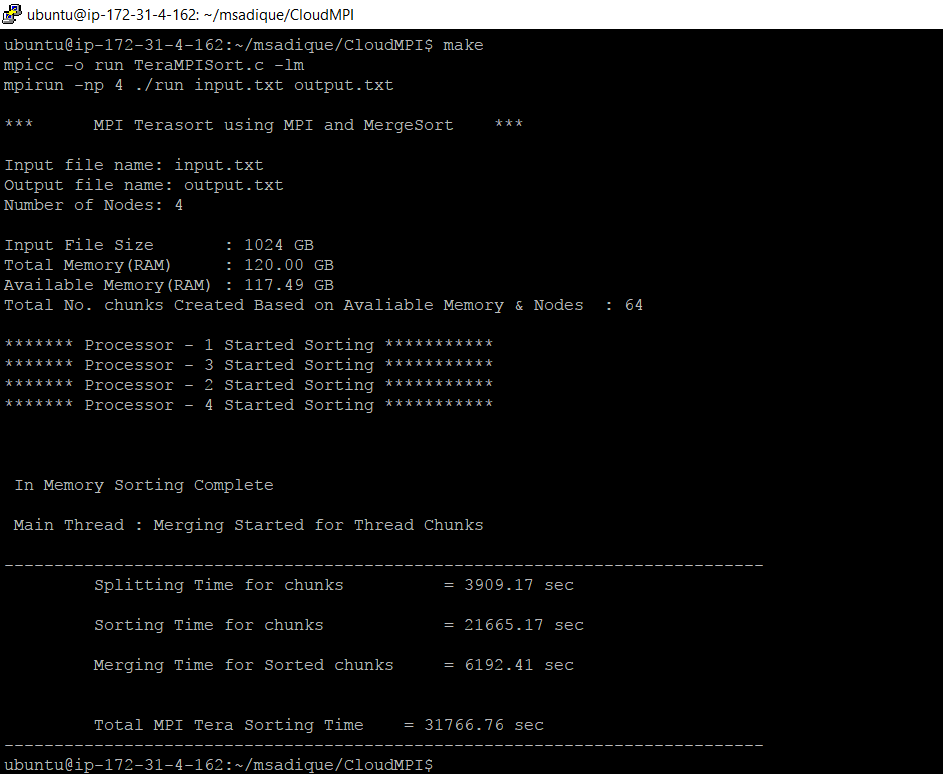 ubuntu@ip-172-31-4-162: ~/msadique/CloudMPI
ubuntu@ip-172-31-4-162:~/msadique/CloudMPI$ make
mpicc -o run TeraMPISort.c -lm
mpirun -np 4 ./run input.txt output.txt
*** MPI Terasort using MPI and MergeSort ***
Input file name: input.txt
Output file name: output.txt
Number of Nodes: 4
Input File Size : 1024 GB
Total Memory(RAM) : 120.00 GB
Available Memory(RAM) : 117.49 GB
Total No. chunks Created Based on Avaliable Memory & Nodes : 64
******* Processor - 1 Started Sorting ***********
******* Processor - 3 Started Sorting ***********
******* Processor - 2 Started Sorting ***********
******* Processor - 4 Started Sorting ***********
In Memory Sorting Complete
Main Thread : Merging Started for Thread Chunks
----------------------------------------------------------------------------
Splitting Time for chunks = 3909.17 sec
Sorting Time for chunks = 21665.17 sec
Merging Time for Sorted chunks = 6192.41 sec
Total MPI Tera Sorting Time = 31766.76 sec
----------------------------------------------------------------------------
ubuntu@ip-172-31-4-162:~/msadique/CloudMPI$